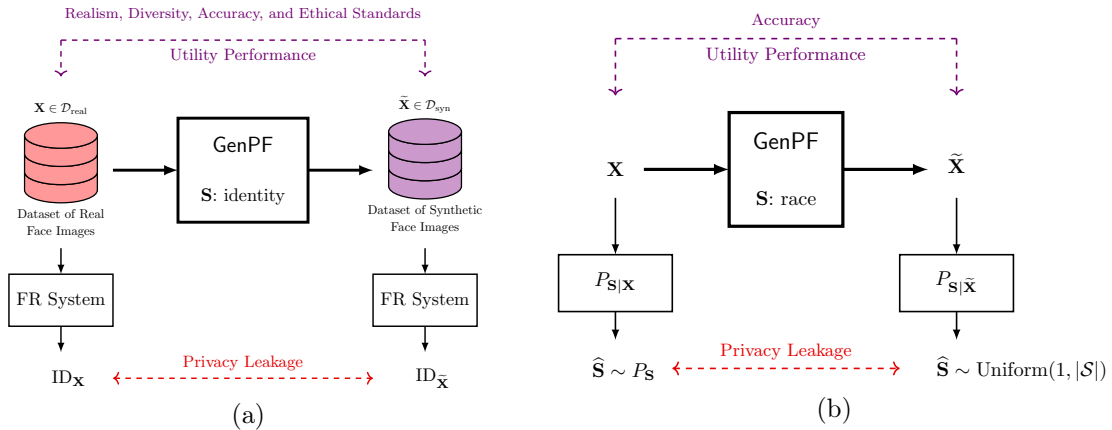 Realism, Diversity, Accuracy, and Ethical Standards
Utility Performance
X ∈ D_real
X̃ ∈ D_syn
GenPF
S: identity
Dataset of Real
Face Images
Dataset of Synthetic
Face Images
FR System
FR System
Privacy Leakage
ID_X
ID_X̃
(a)
Accuracy
Utility Performance
X
GenPF
S: race
X̃
P_S|X
P_S|X̃
Privacy Leakage
Ŝ ∼ P_S
Ŝ ∼ Uniform(1, |𝒮|)
(b)